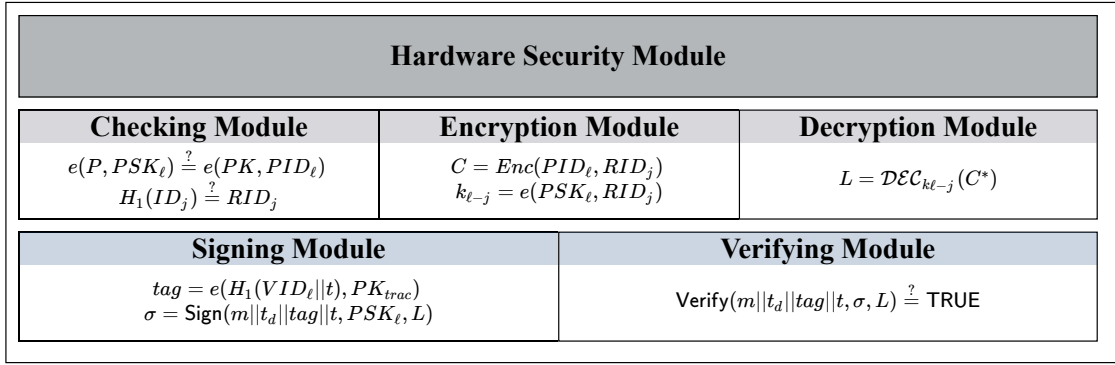 Hardware Security Module
Checking Module
e(P, PSK_ℓ) ≟ e(PK, PID_ℓ)
H_1(ID_j) ≟ RID_j
Encryption Module
C = Enc(PID_ℓ, RID_j)
k_{ℓ−j} = e(PSK_ℓ, RID_j)
Decryption Module
L = 𝒟ℰ𝒞_{kℓ−j}(C*)
Signing Module
tag = e(H_1(VID_ℓ||t), PK_{trac})
σ = Sign(m||t_d||tag||t, PSK_ℓ, L)
Verifying Module
Verify(m||t_d||tag||t, σ, L) ≟ TRUE